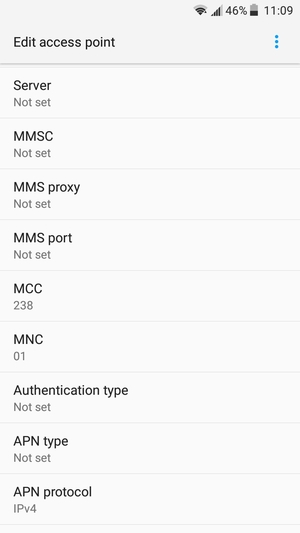 46% 11:09
Edit access point
Server
Not set
MMSC
Not set
MMS proxy
Not set
MMS port
Not set
MCC
238
MNC
01
Authentication type
Not set
APN type
Not set
APN protocol
IPv4